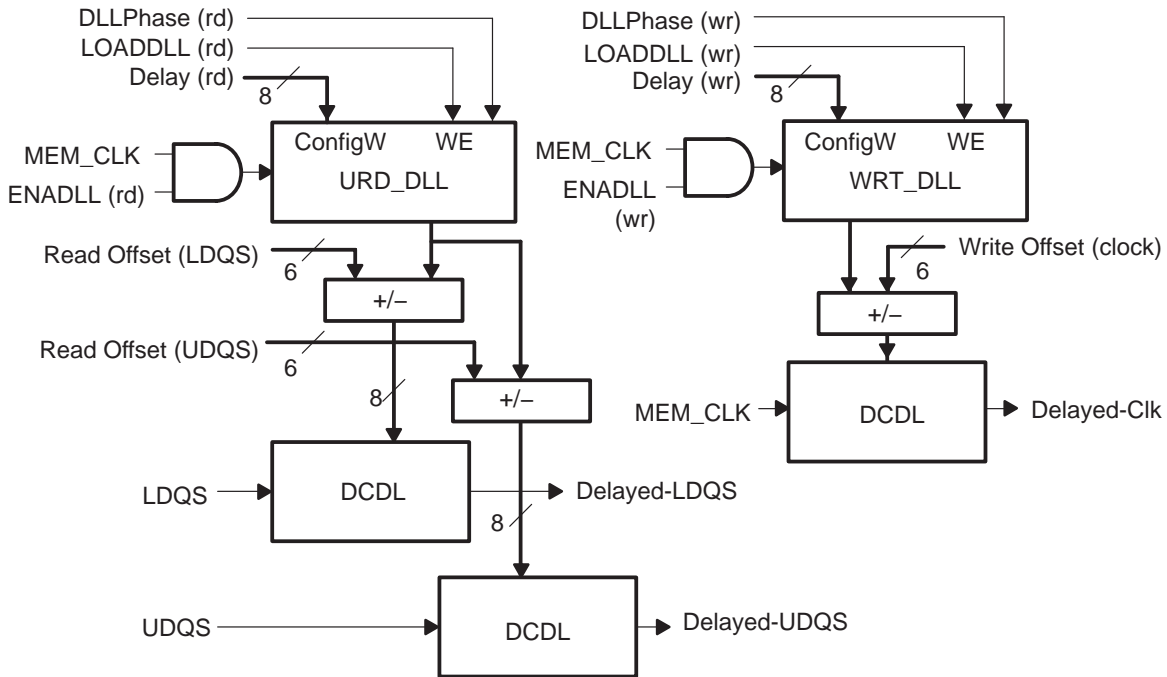 DLLPhase (rd)
LOADDLL (rd)
Delay (rd)
8
ConfigW WE
URD_DLL
MEM_CLK
ENADLL (rd)
Read Offset (LDQS)
6
+/–
Read Offset (UDQS)
6
8
+/–
LDQS
DCDL
Delayed-LDQS
8
UDQS
DCDL
Delayed-UDQS
DLLPhase (wr)
LOADDLL (wr)
Delay (wr)
8
ConfigW WE
WRT_DLL
MEM_CLK
ENADLL
(wr)
Write Offset (clock)
6
+/–
MEM_CLK
DCDL
Delayed-Clk